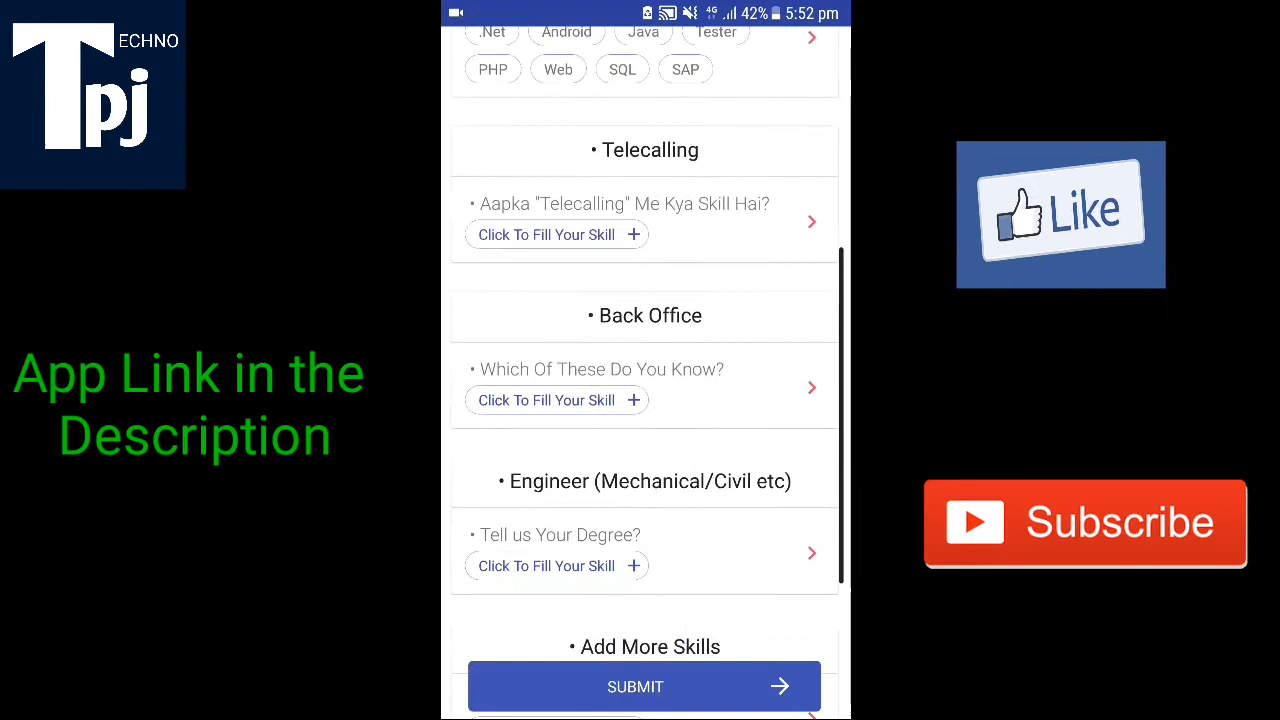 TECHNO
pj
4G 42% 5:52 pm
.Net Android Java Tester
PHP Web SQL SAP
• Telecalling
• Aapka "Telecalling" Me Kya Skill Hai?
Click To Fill Your Skill +
• Back Office
• Which Of These Do You Know?
Click To Fill Your Skill +
• Engineer (Mechanical/Civil etc)
• Tell us Your Degree?
Click To Fill Your Skill +
• Add More Skills
SUBMIT
App Link in the
Description
Like
Subscribe